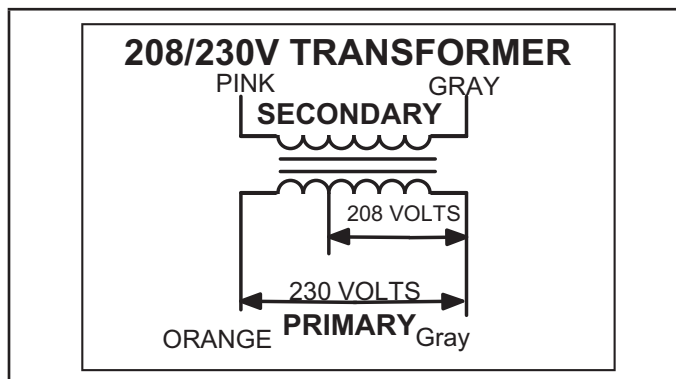 208/230V TRANSFORMER
PINK GRAY
SECONDARY
208 VOLTS
230 VOLTS
ORANGE PRIMARY Gray